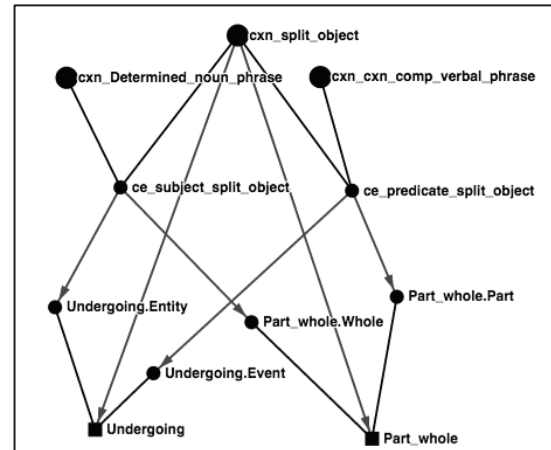 cxn_split_object
cxn_Determined_noun_phrase
cxn_cxn_comp_verbal_phrase
ce_subject_split_object
ce_predicate_split_object
Undergoing.Entity
Part_whole.Whole
Part_whole.Part
Undergoing.Event
Undergoing
Part_whole